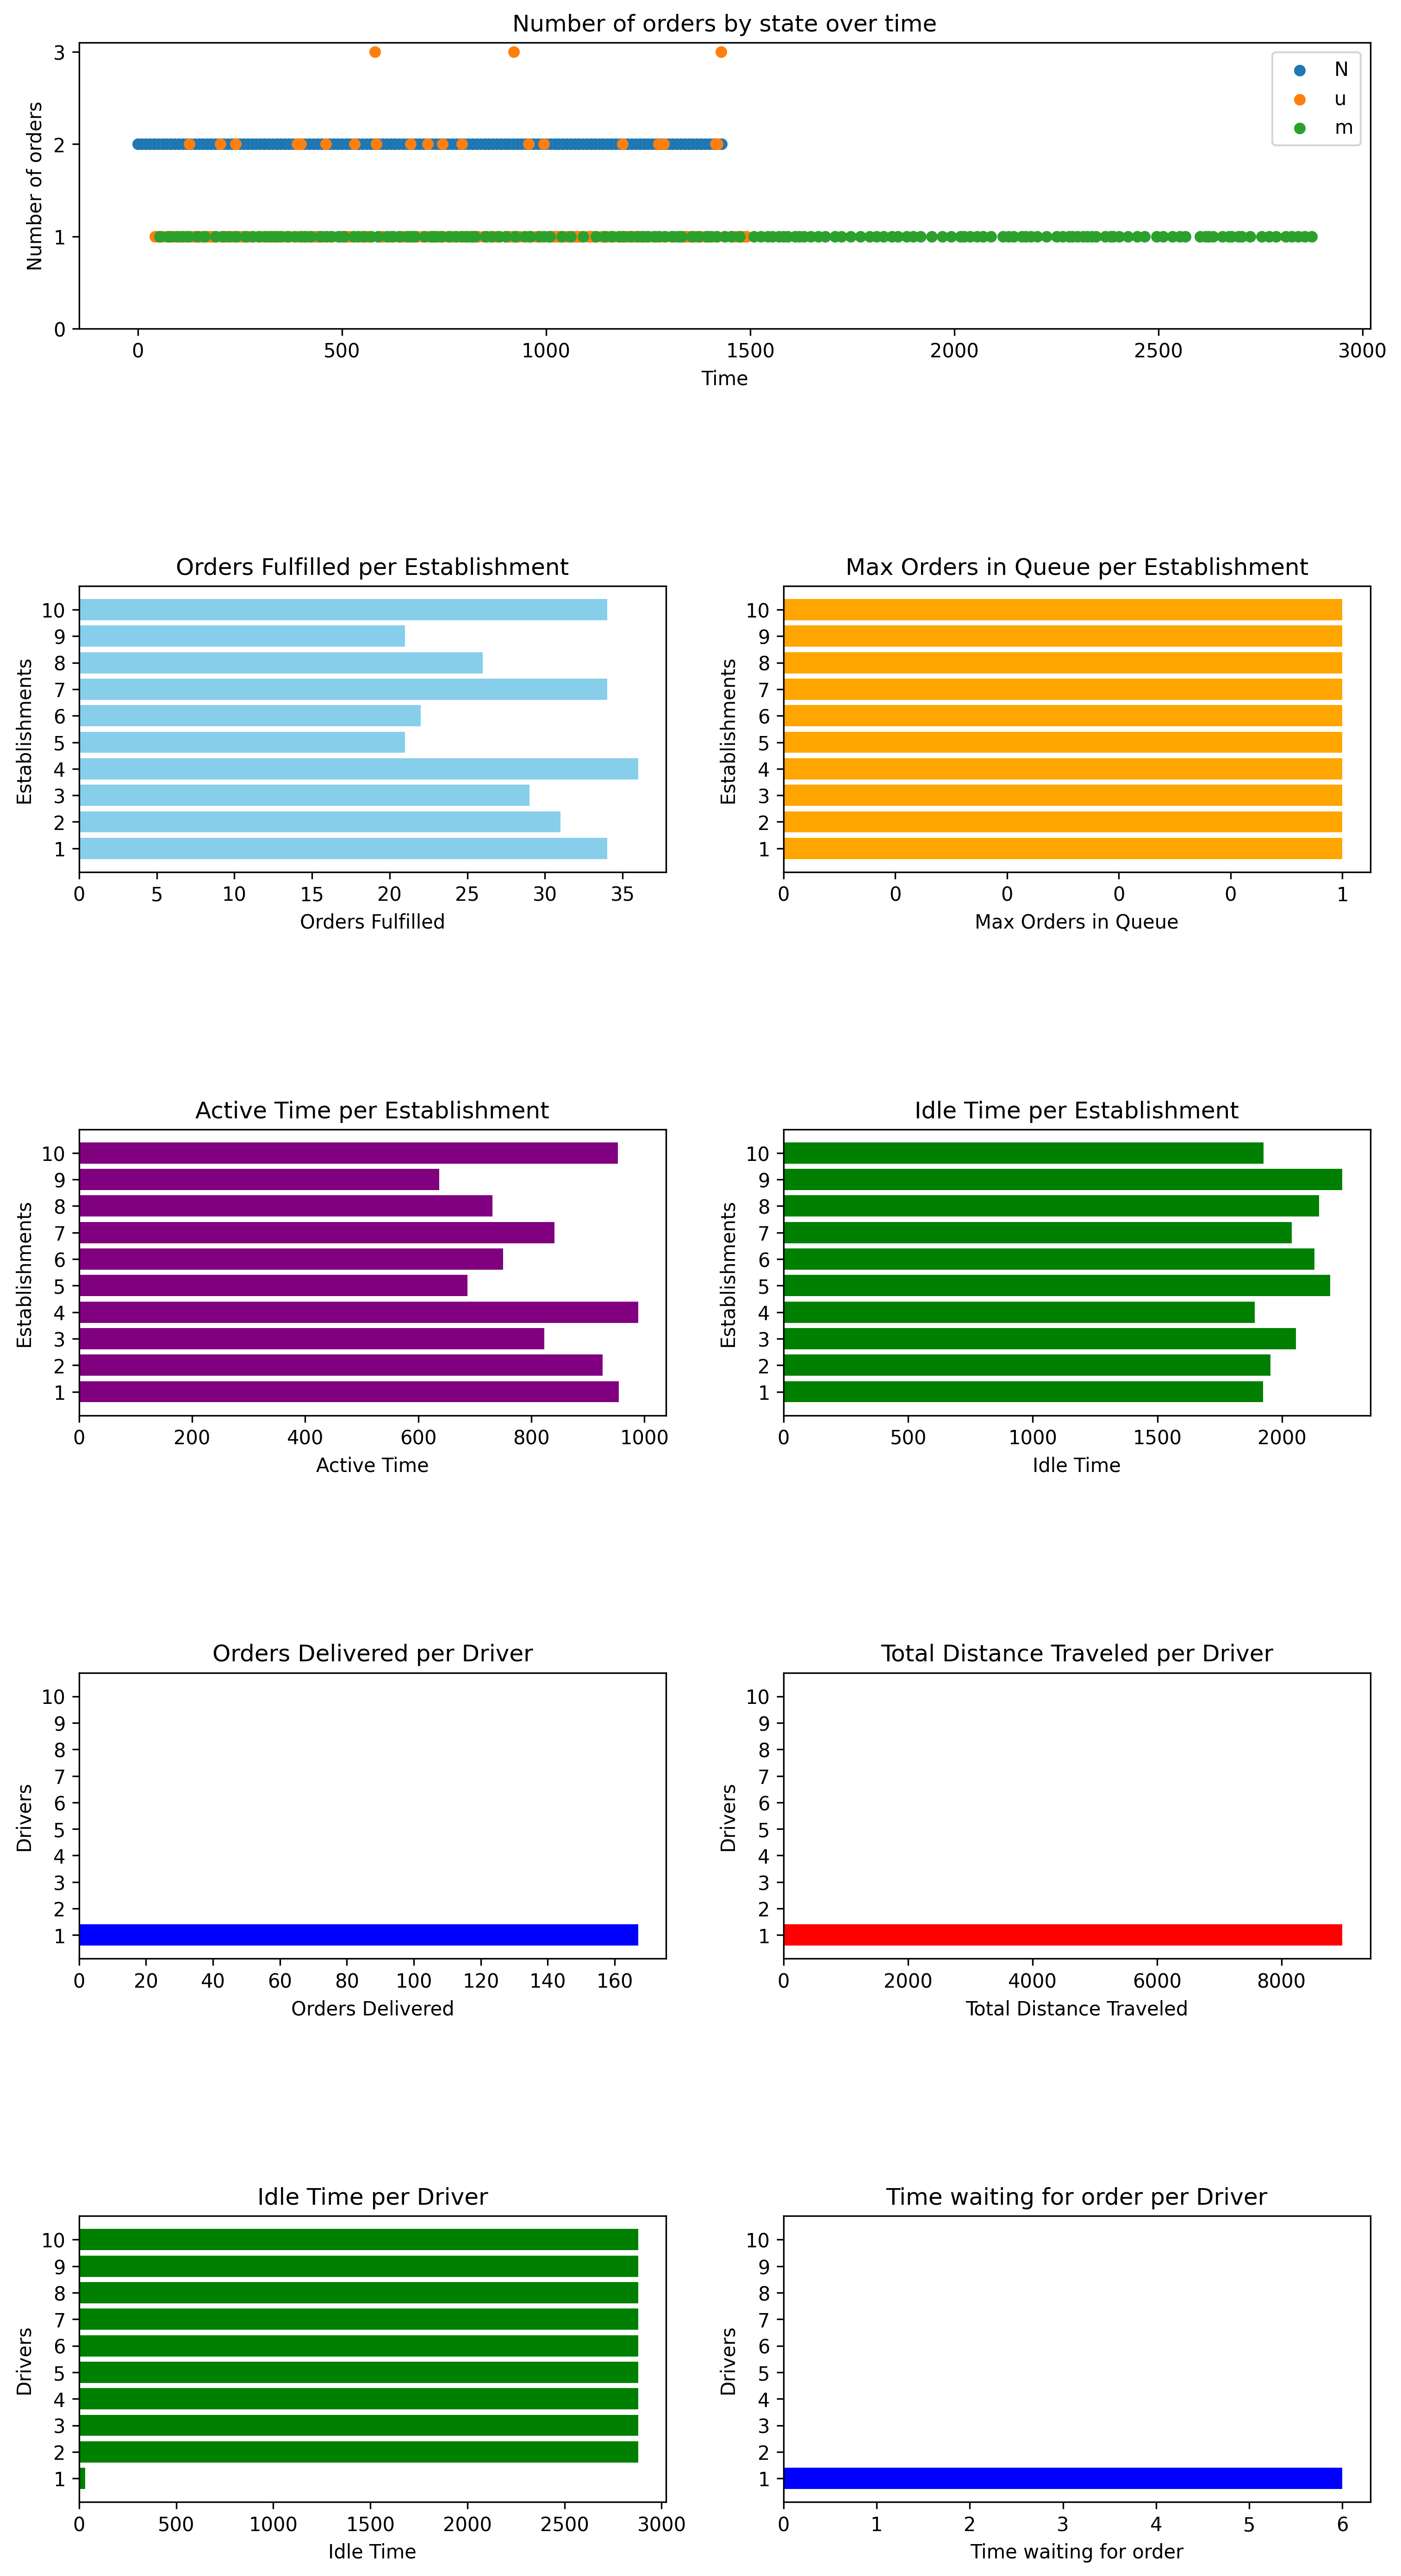 Number of orders by state over time
Number of orders
3
2
1
0
N
u
m
0 500 1000 1500 2000 2500 3000
Time
Orders Fulfilled per Establishment
Establishments
10
9
8
7
6
5
4
3
2
1
0 5 10 15 20 25 30 35
Orders Fulfilled
Max Orders in Queue per Establishment
Establishments
10
9
8
7
6
5
4
3
2
1
0 0 0 0 0 1
Max Orders in Queue
Active Time per Establishment
Establishments
10
9
8
7
6
5
4
3
2
1
0 200 400 600 800 1000
Active Time
Idle Time per Establishment
Establishments
10
9
8
7
6
5
4
3
2
1
0 500 1000 1500 2000
Idle Time
Orders Delivered per Driver
Drivers
10
9
8
7
6
5
4
3
2
1
0 20 40 60 80 100 120 140 160
Orders Delivered
Total Distance Traveled per Driver
Drivers
10
9
8
7
6
5
4
3
2
1
0 2000 4000 6000 8000
Total Distance Traveled
Idle Time per Driver
Drivers
10
9
8
7
6
5
4
3
2
1
0 500 1000 1500 2000 2500 3000
Idle Time
Time waiting for order per Driver
Drivers
10
9
8
7
6
5
4
3
2
1
0 1 2 3 4 5 6
Time waiting for order